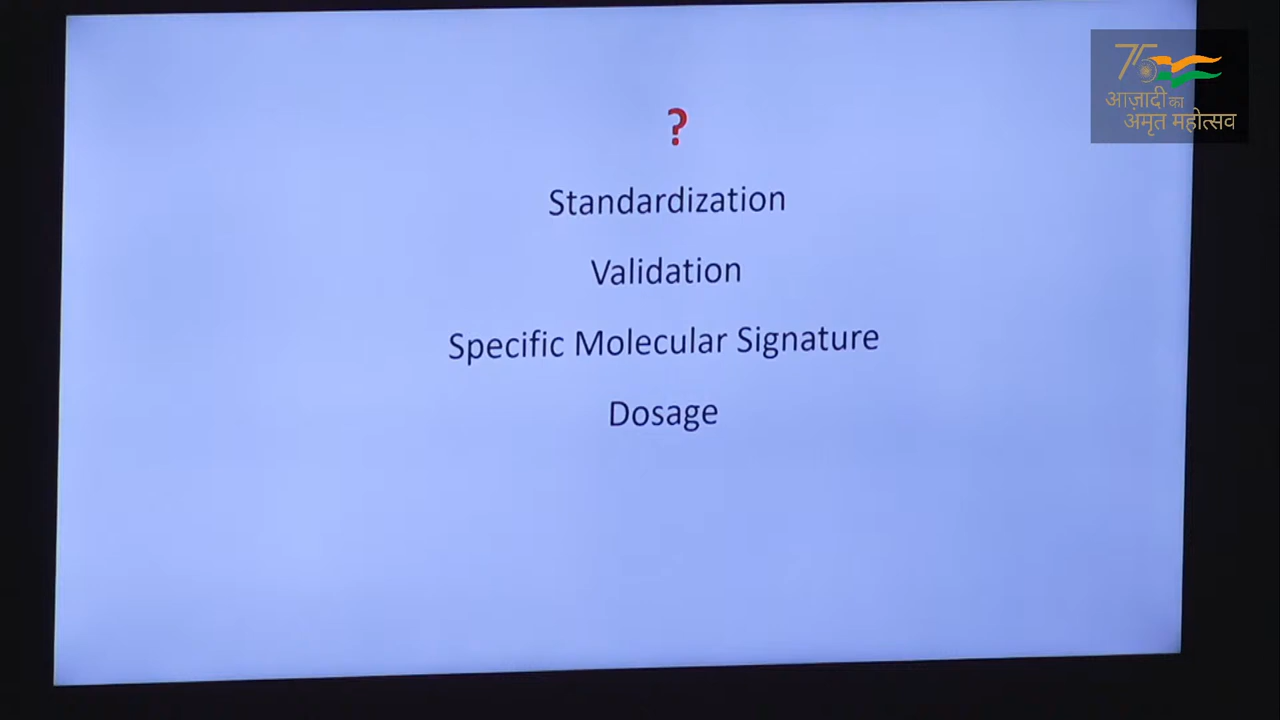 ?
Standardization
Validation
Specific Molecular Signature
Dosage
75
आज़ादी का
अमृत महोत्सव